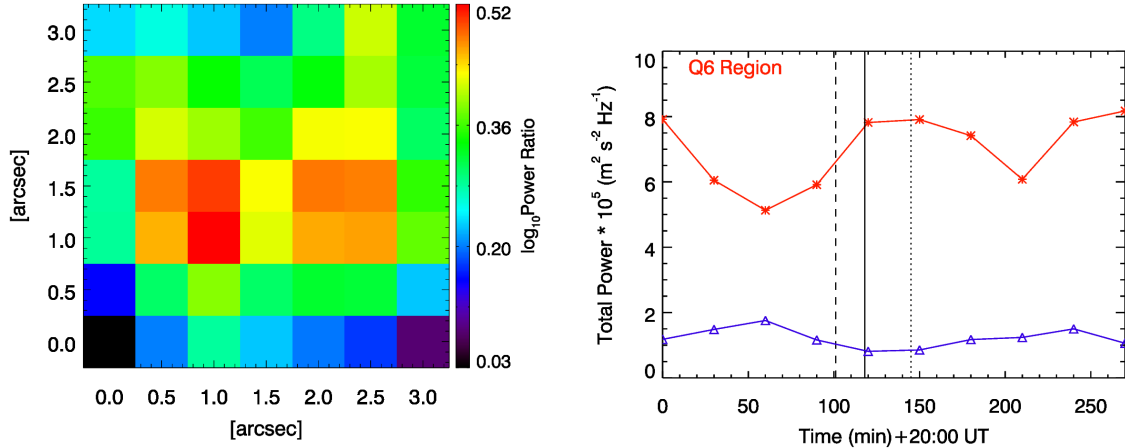 3.0
2.5
2.0
1.5
1.0
0.5
0.0
[arcsec]
0.0 0.5 1.0 1.5 2.0 2.5 3.0
[arcsec]
0.52
0.36
0.20
0.03
log₁₀Power Ratio
Q6 Region
10
8
6
4
2
0
Total Power * 10⁵ (m² s⁻² Hz⁻¹)
0 50 100 150 200 250
Time (min)+20:00 UT